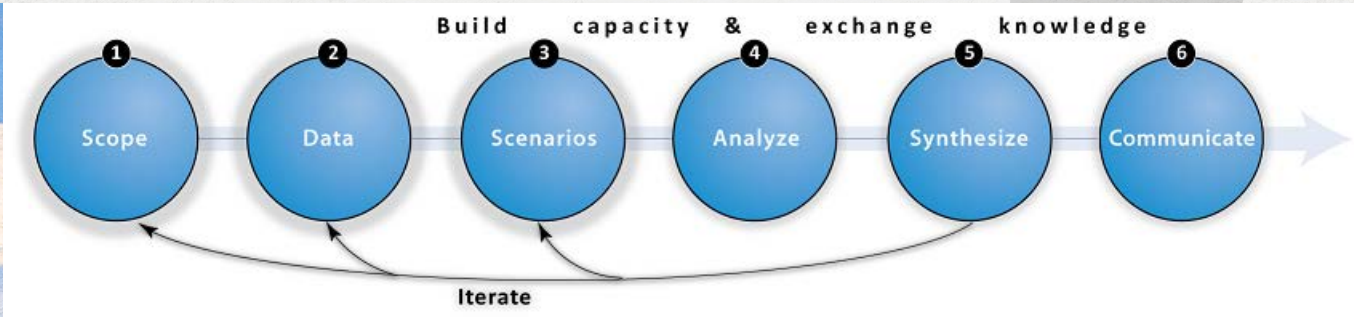 Build capacity & exchange knowledge
1 2 3 4 5 6
Scope Data Scenarios Analyze Synthesize Communicate
Iterate